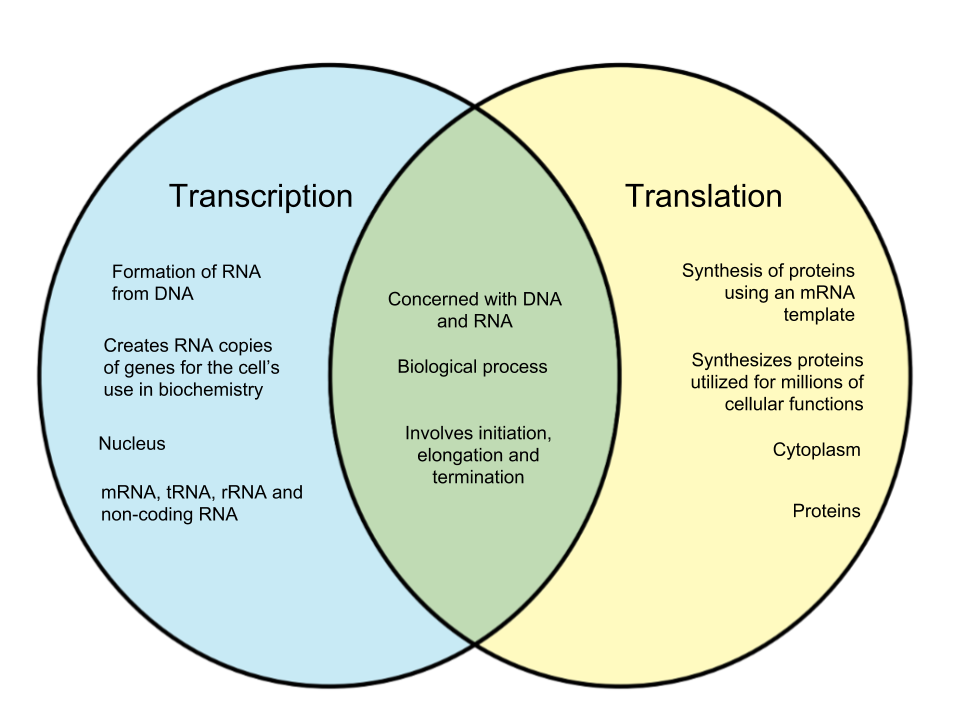 Transcription
Formation of RNA
from DNA
Creates RNA copies
of genes for the cell’s
use in biochemistry
Nucleus
mRNA, tRNA, rRNA and
non-coding RNA
Concerned with DNA
and RNA
Biological process
Involves initiation,
elongation and
termination
Translation
Synthesis of proteins
using an mRNA
template
Synthesizes proteins
utilized for millions of
cellular functions
Cytoplasm
Proteins